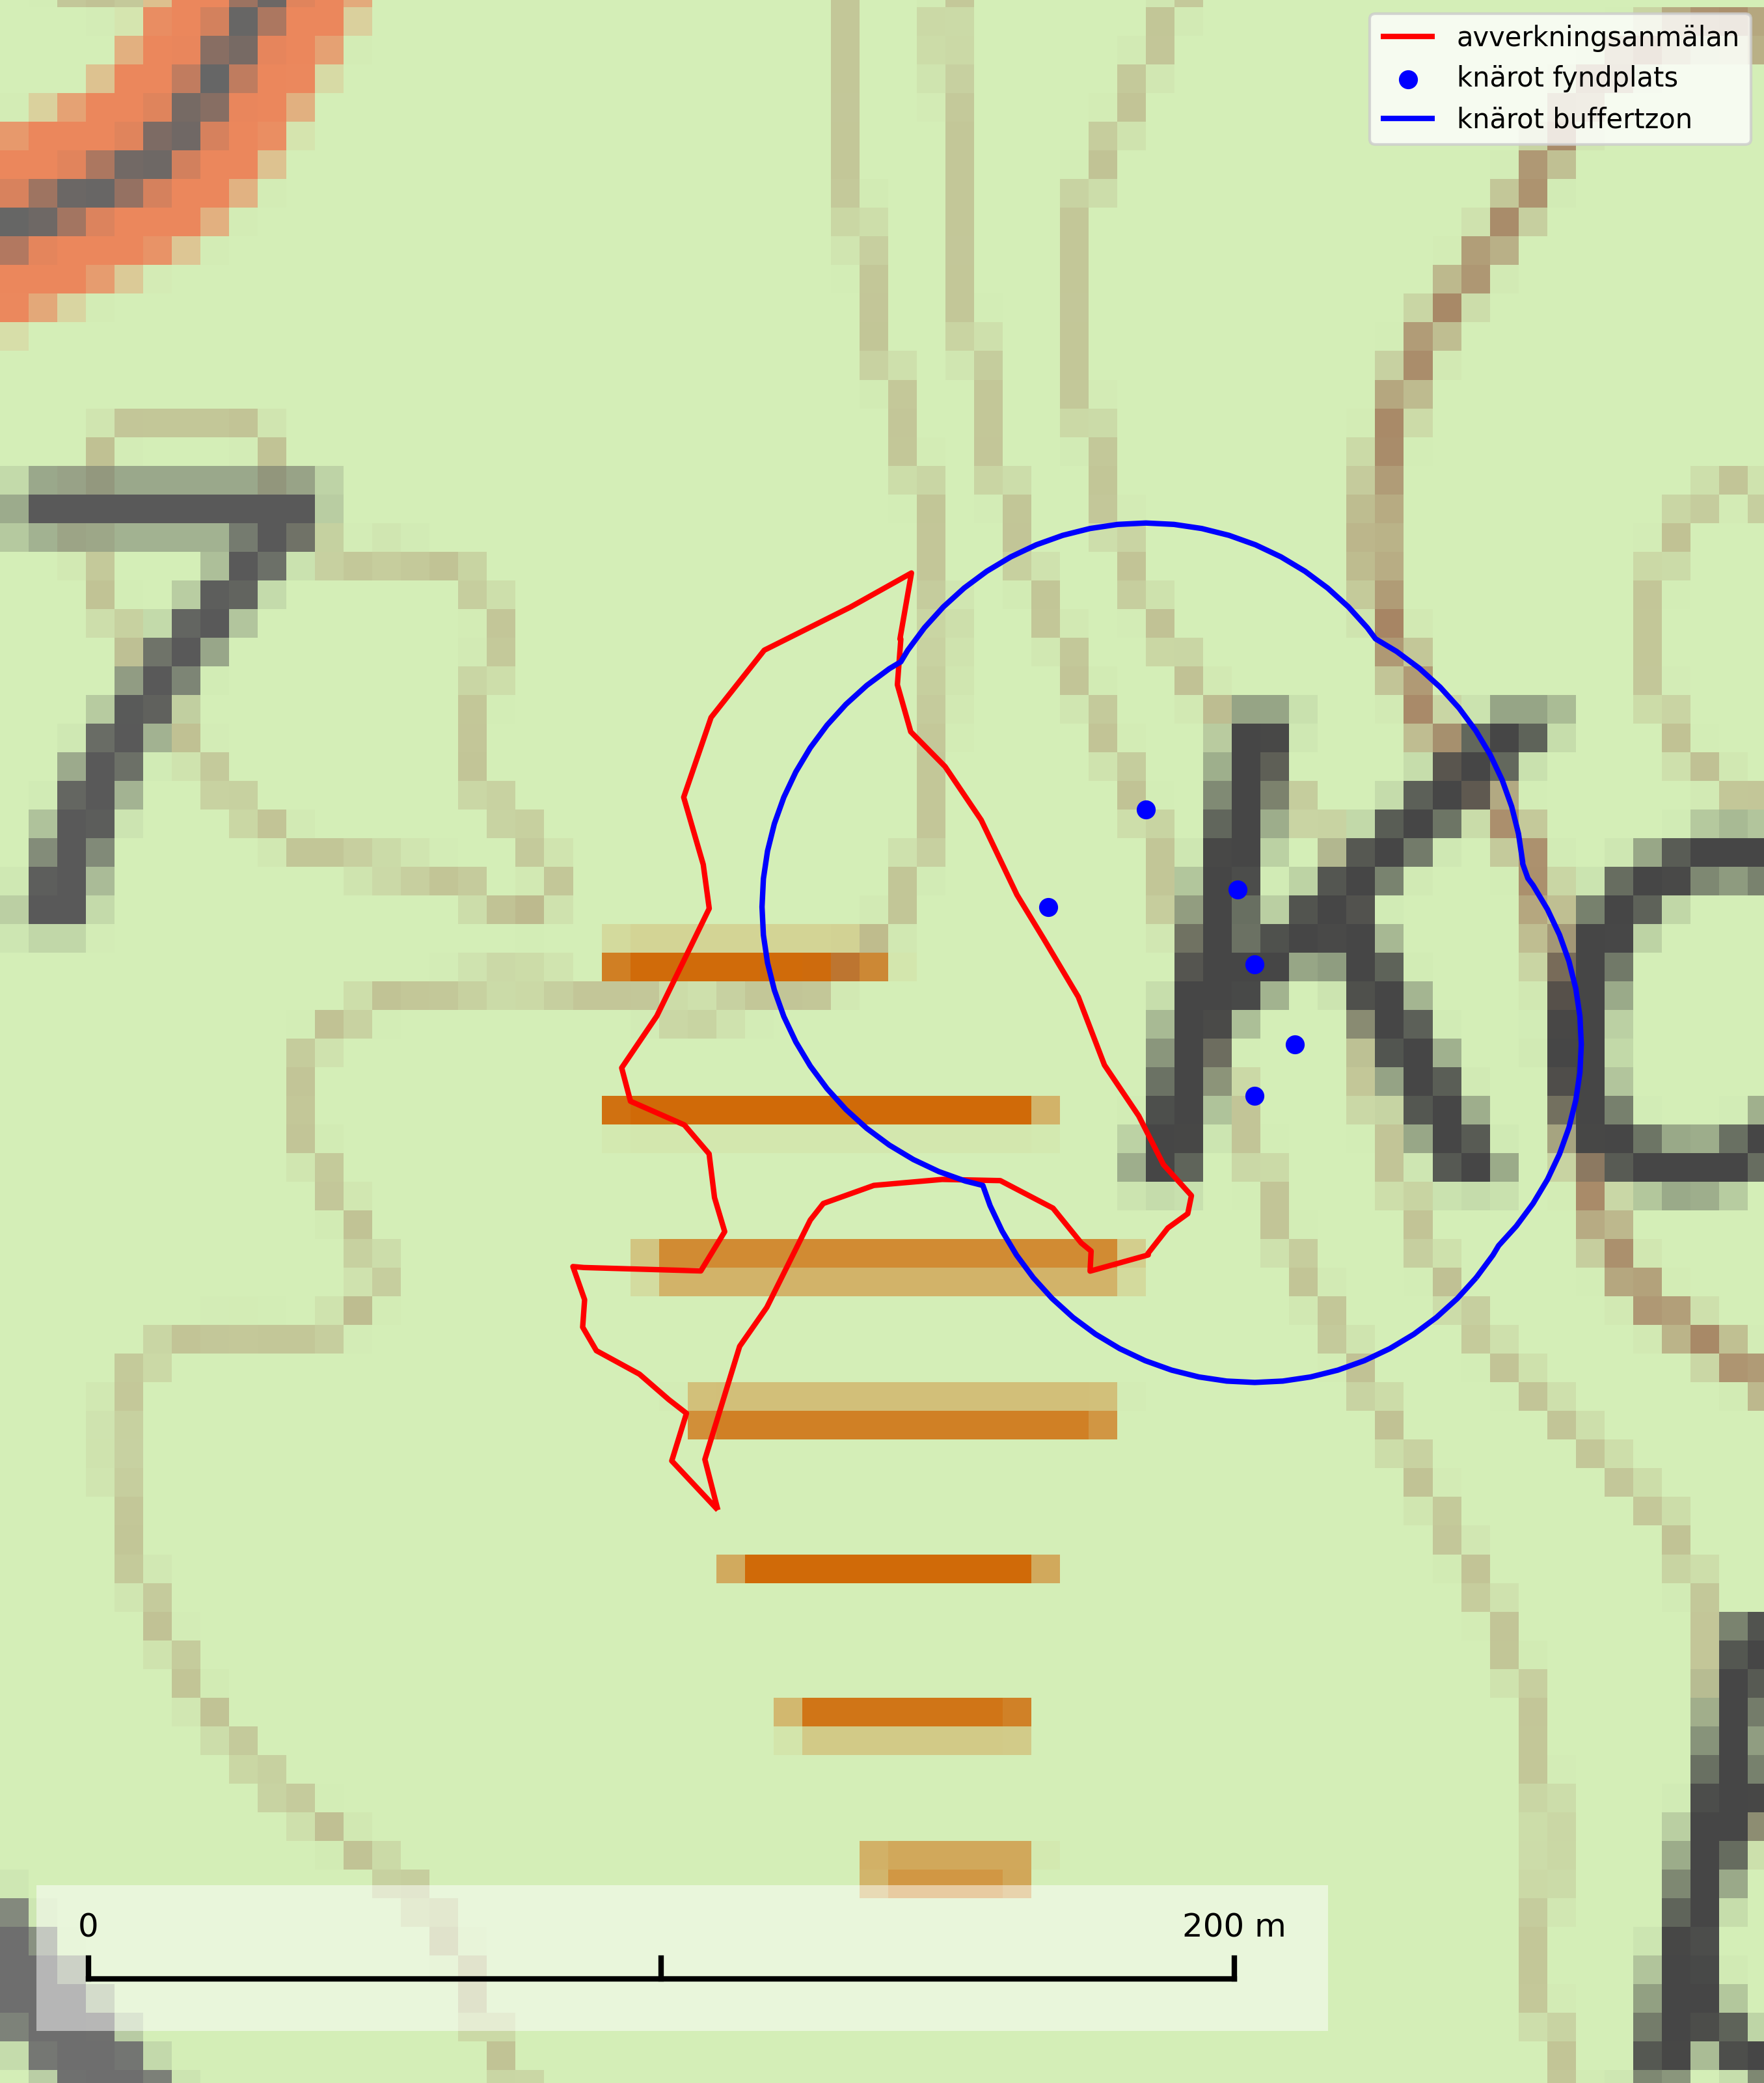 avverkningsanmälan
knärot fyndplats
knärot buffertzon
0
200 m